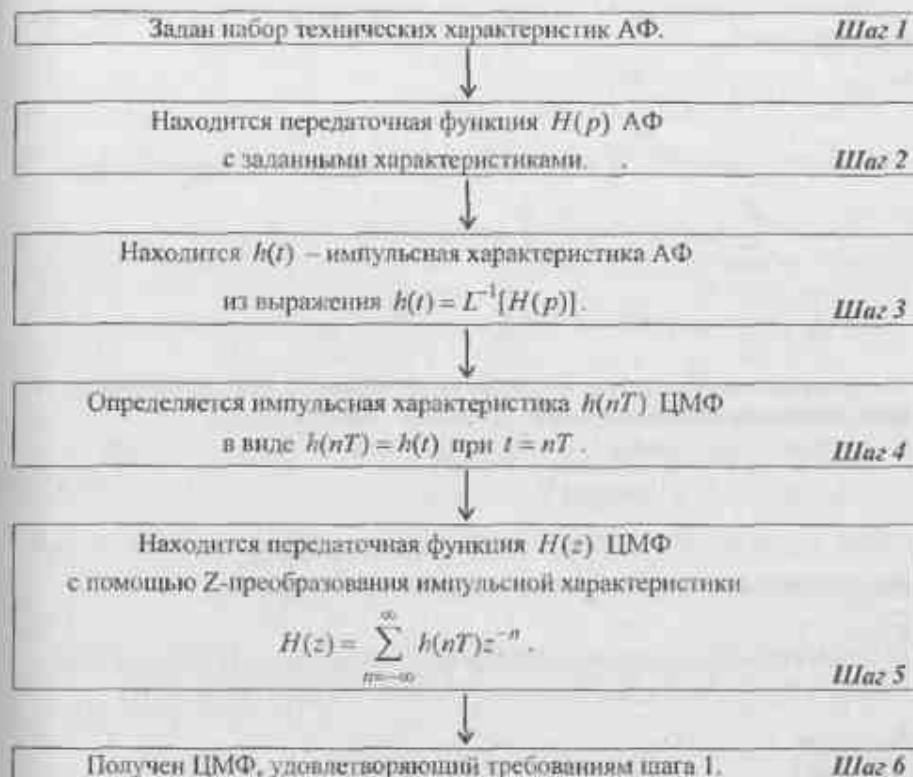 Задан набор технических характеристик АФ. Шаг 1
Находится передаточная функция H(p) АФ
с заданными характеристиками. Шаг 2
Находится h(t) – импульсная характеристика АФ
из выражения h(t) = L⁻¹[H(p)]. Шаг 3
Определяется импульсная характеристика h(nT) ЦМФ
в виде h(nT) = h(t) при t = nT . Шаг 4
Находится передаточная функция H(z) ЦМФ
с помощью Z-преобразования импульсной характеристики
∞
H(z) = ∑ h(nT)z⁻ⁿ .
n=-∞
Шаг 5
Получен ЦМФ, удовлетворяющий требованиям шага 1. Шаг 6